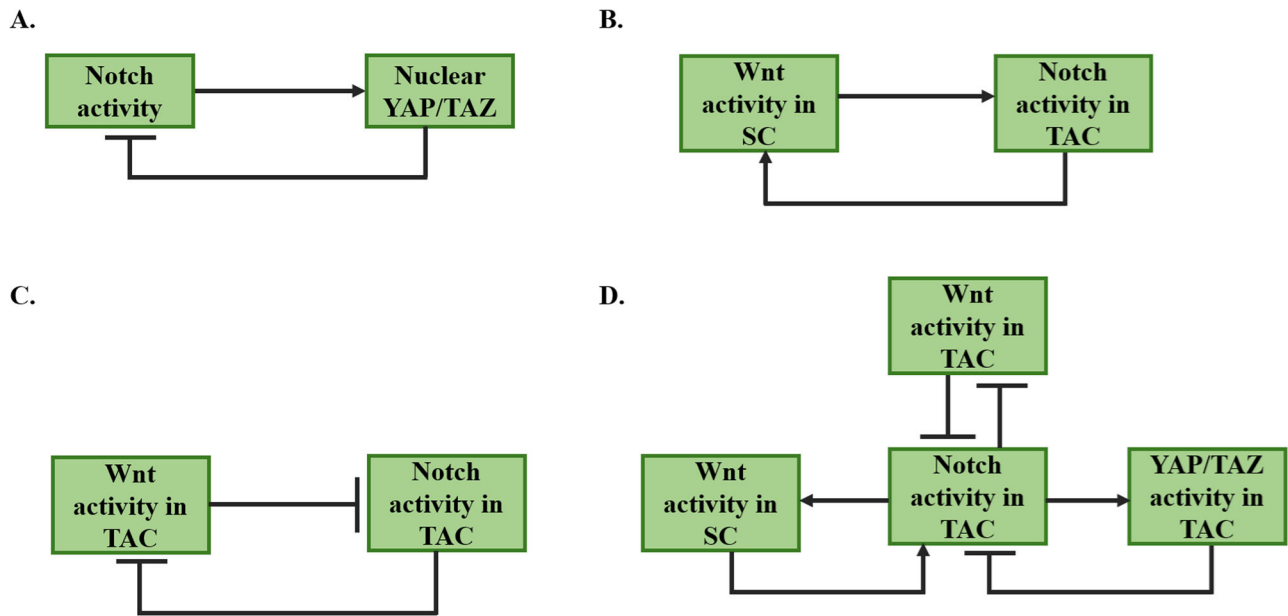 A.
Notch
activity
Nuclear
YAP/TAZ
B.
Wnt
activity in
SC
Notch
activity in
TAC
C.
Wnt
activity in
TAC
Notch
activity in
TAC
D.
Wnt
activity in
TAC
Wnt
activity in
SC
Notch
activity in
TAC
YAP/TAZ
activity in
TAC